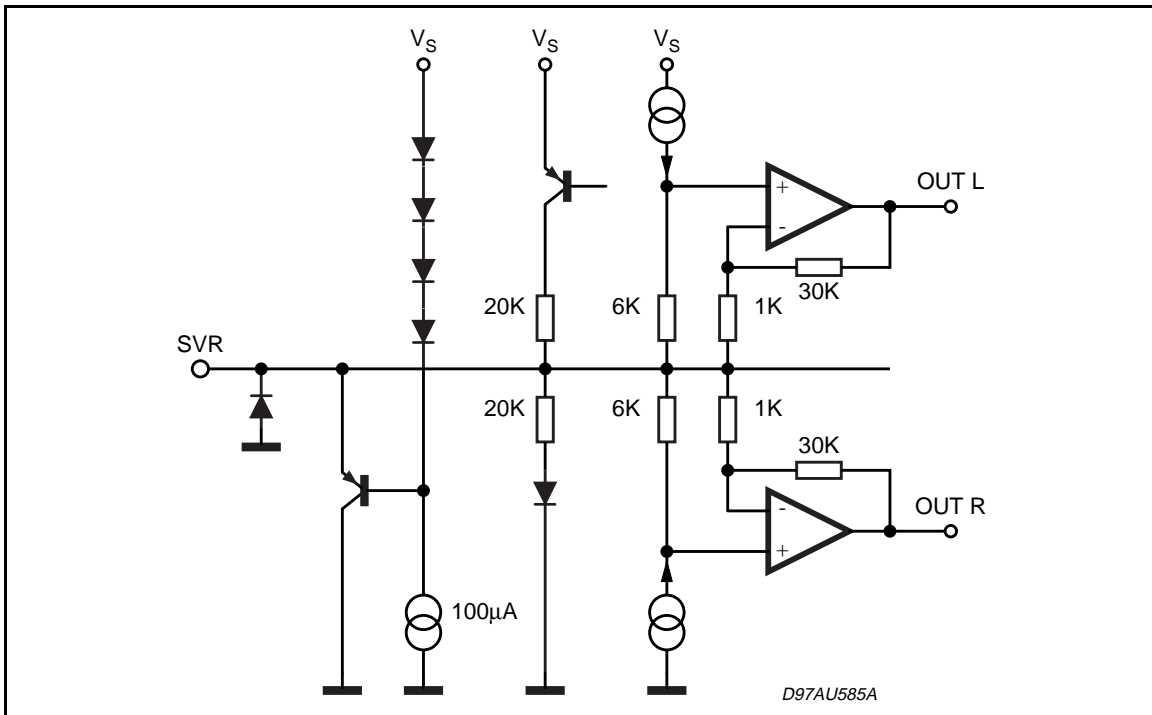 VS VS VS
+
-
OUT L
30K
20K 6K 1K
SVR
20K 6K 1K
30K
-
+
OUT R
100µA
D97AU585A